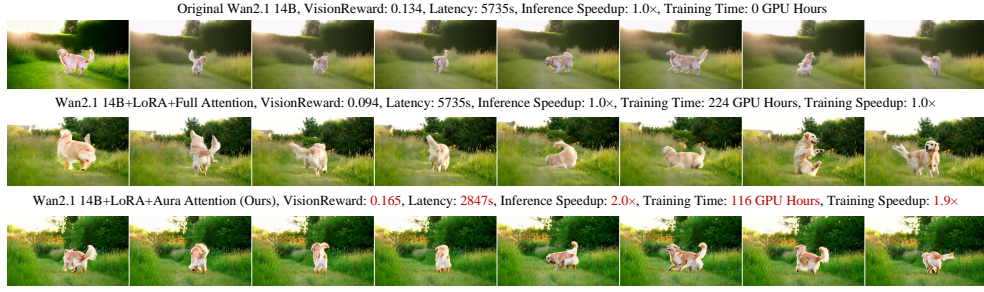 Original Wan2.1 14B, VisionReward: 0.134, Latency: 5735s, Inference Speedup: 1.0×, Training Time: 0 GPU Hours
Wan2.1 14B+LoRA+Full Attention, VisionReward: 0.094, Latency: 5735s, Inference Speedup: 1.0×, Training Time: 224 GPU Hours, Training Speedup: 1.0×
Wan2.1 14B+LoRA+Aura Attention (Ours), VisionReward: 0.165, Latency: 2847s, Inference Speedup: 2.0×, Training Time: 116 GPU Hours, Training Speedup: 1.9×